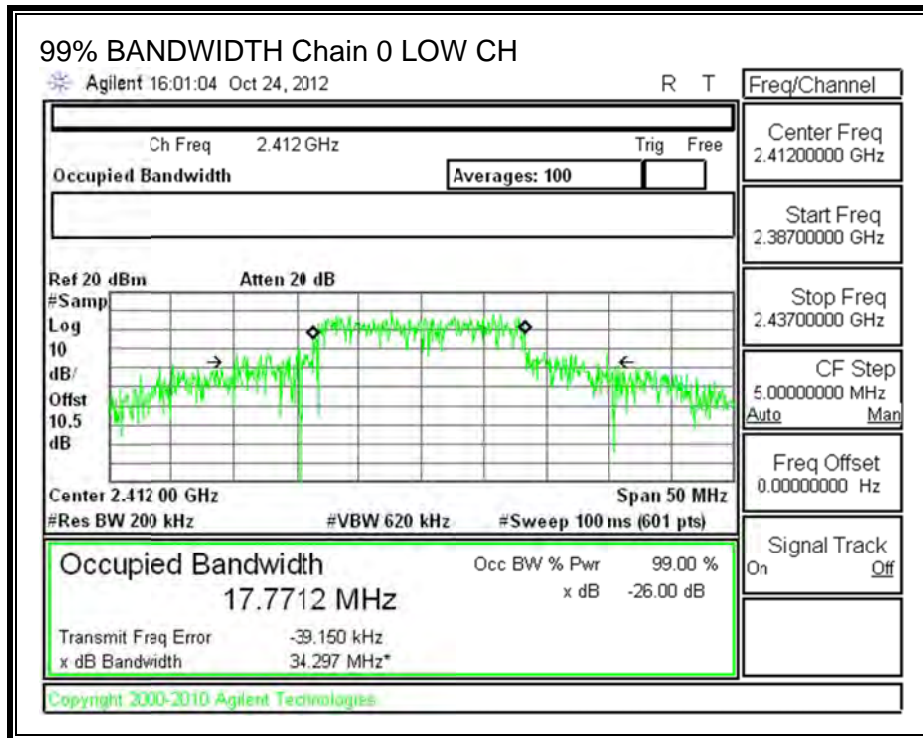 99% BANDWIDTH Chain 0 LOW CH
Agilent 16:01:04 Oct 24, 2012 R T
Freq/Channel
Ch Freq 2.412 GHz Trig Free
Occupied Bandwidth Averages: 100
Center Freq
2.41200000 GHz
Start Freq
2.38700000 GHz
Stop Freq
2.43700000 GHz
CF Step
5.00000000 MHz
Auto Man
Freq Offset
0.00000000 Hz
Signal Track
On Off
Ref 20 dBm Atten 20 dB
#Samp
Log
10
dB/
Offst
10.5
dB
Center 2.412 00 GHz Span 50 MHz
#Res BW 200 kHz #VBW 620 kHz #Sweep 100 ms (601 pts)
Occupied Bandwidth Occ BW % Pwr 99.00 %
17.7712 MHz x dB -26.00 dB
Transmit Freq Error -39.150 kHz
x dB Bandwidth 34.297 MHz*
Copyright 2000-2010 Agilent Technologies